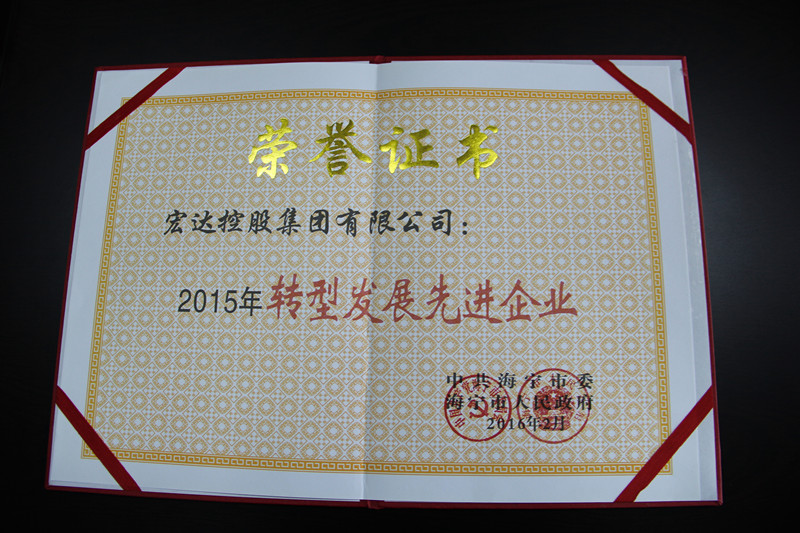 荣誉证书
宏达控股集团有限公司：
2015年转型发展先进企业
中共海宁市委
海宁市人民政府
2016年2月